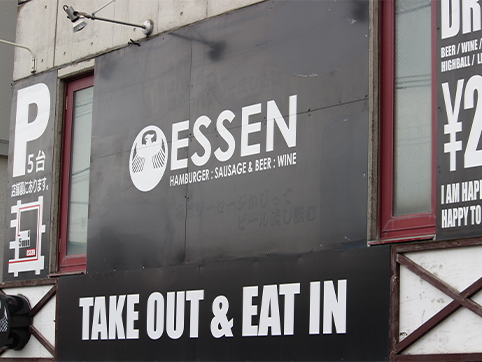 P
5台
店舗裏にあります。
ESSEN
HAMBURGER : SAUSAGE & BEER : WINE
TAKE OUT & EAT IN
BEER / WINE /
HIGHBALL /
¥2
I AM HAP
HAPPY TO